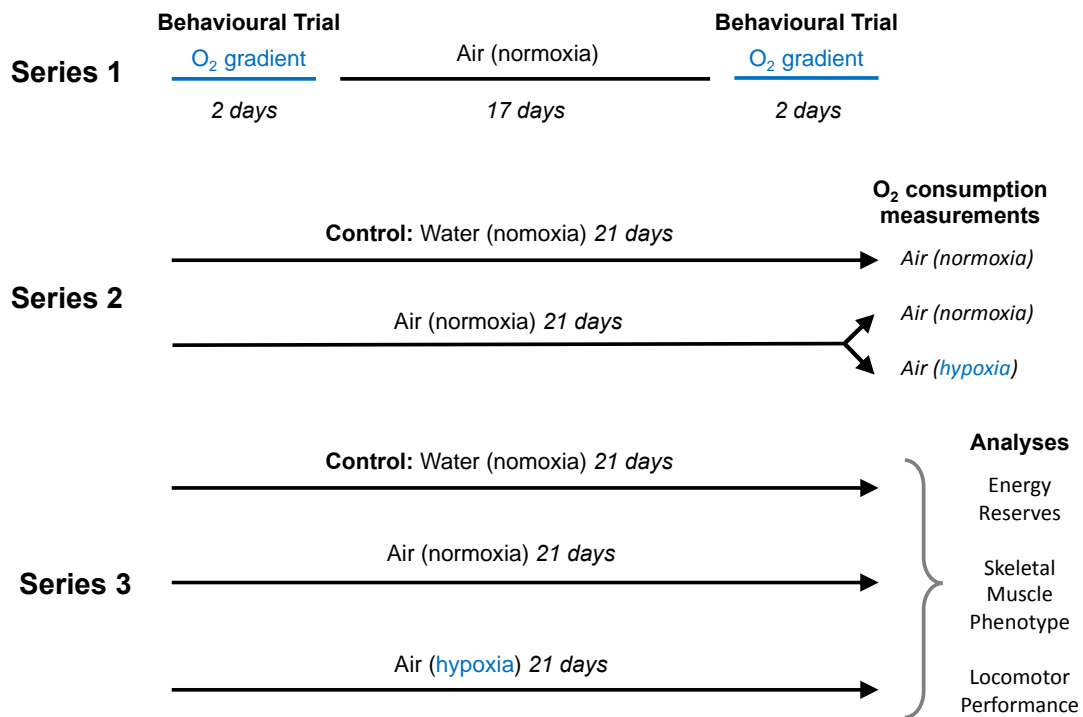 Behavioural Trial
Behavioural Trial
Series 1
O₂ gradient
Air (normoxia)
O₂ gradient
2 days
17 days
2 days
O₂ consumption
measurements
Series 2
Control: Water (nomoxia) 21 days
Air (normoxia)
Air (normoxia) 21 days
Air (normoxia)
Air (hypoxia)
Series 3
Control: Water (nomoxia) 21 days
Air (normoxia) 21 days
Air (hypoxia) 21 days
Analyses
Energy
Reserves
Skeletal
Muscle
Phenotype
Locomotor
Performance